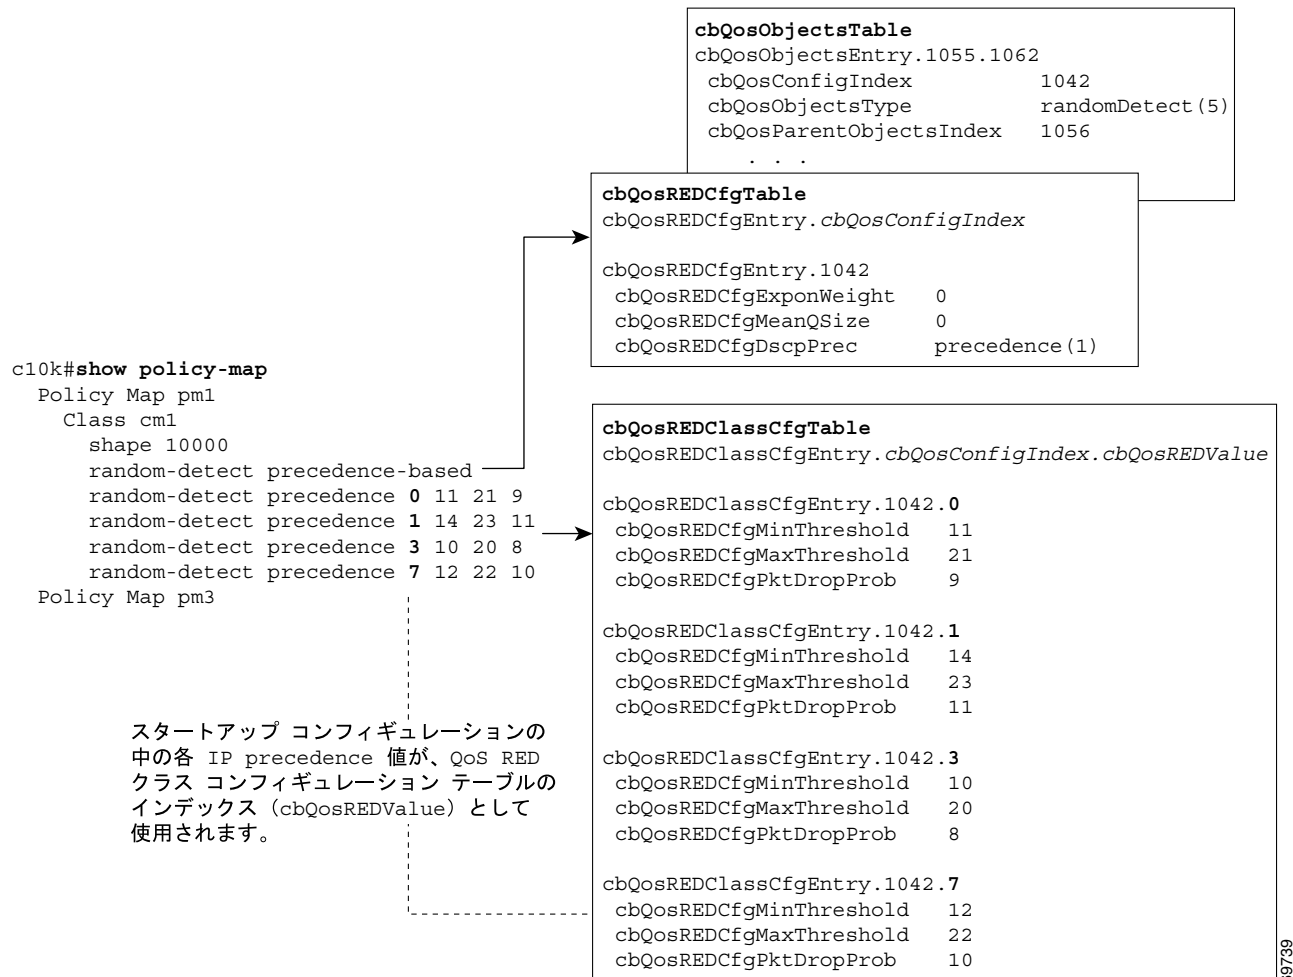 cbQosObjectsTable
cbQosObjectsEntry.1055.1062
cbQosConfigIndex 1042
cbQosObjectsType randomDetect(5)
cbQosParentObjectsIndex 1056
. . .
cbQosREDCfgTable
cbQosREDCfgEntry.cbQosConfigIndex
cbQosREDCfgEntry.1042
cbQosREDCfgExponWeight 0
cbQosREDCfgMeanQSize 0
cbQosREDCfgDscpPrec precedence(1)
c10k#show policy-map
Policy Map pm1
Class cm1
shape 10000
random-detect precedence-based
random-detect precedence 0 11 21 9
random-detect precedence 1 14 23 11
random-detect precedence 3 10 20 8
random-detect precedence 7 12 22 10
Policy Map pm3
スタートアップ コンフィギュレーションの
中の各 IP precedence 値が、QoS RED
クラス コンフィギュレーション テーブルの
インデックス（cbQosREDValue）として
使用されます。
cbQosREDClassCfgTable
cbQosREDClassCfgEntry.cbQosConfigIndex.cbQosREDValue
cbQosREDClassCfgEntry.1042.0
cbQosREDCfgMinThreshold 11
cbQosREDCfgMaxThreshold 21
cbQosREDCfgPktDropProb 9
cbQosREDClassCfgEntry.1042.1
cbQosREDCfgMinThreshold 14
cbQosREDCfgMaxThreshold 23
cbQosREDCfgPktDropProb 11
cbQosREDClassCfgEntry.1042.3
cbQosREDCfgMinThreshold 10
cbQosREDCfgMaxThreshold 20
cbQosREDCfgPktDropProb 8
cbQosREDClassCfgEntry.1042.7
cbQosREDCfgMinThreshold 12
cbQosREDCfgMaxThreshold 22
cbQosREDCfgPktDropProb 10